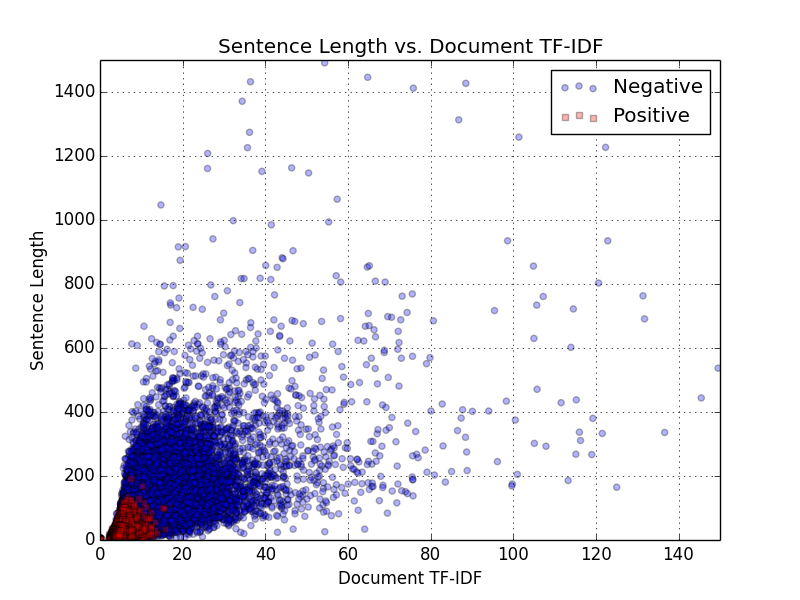 Sentence Length vs. Document TF-IDF
Negative
Positive
1400
1200
1000
800
600
400
200
0
Sentence Length
0 20 40 60 80 100 120 140
Document TF-IDF